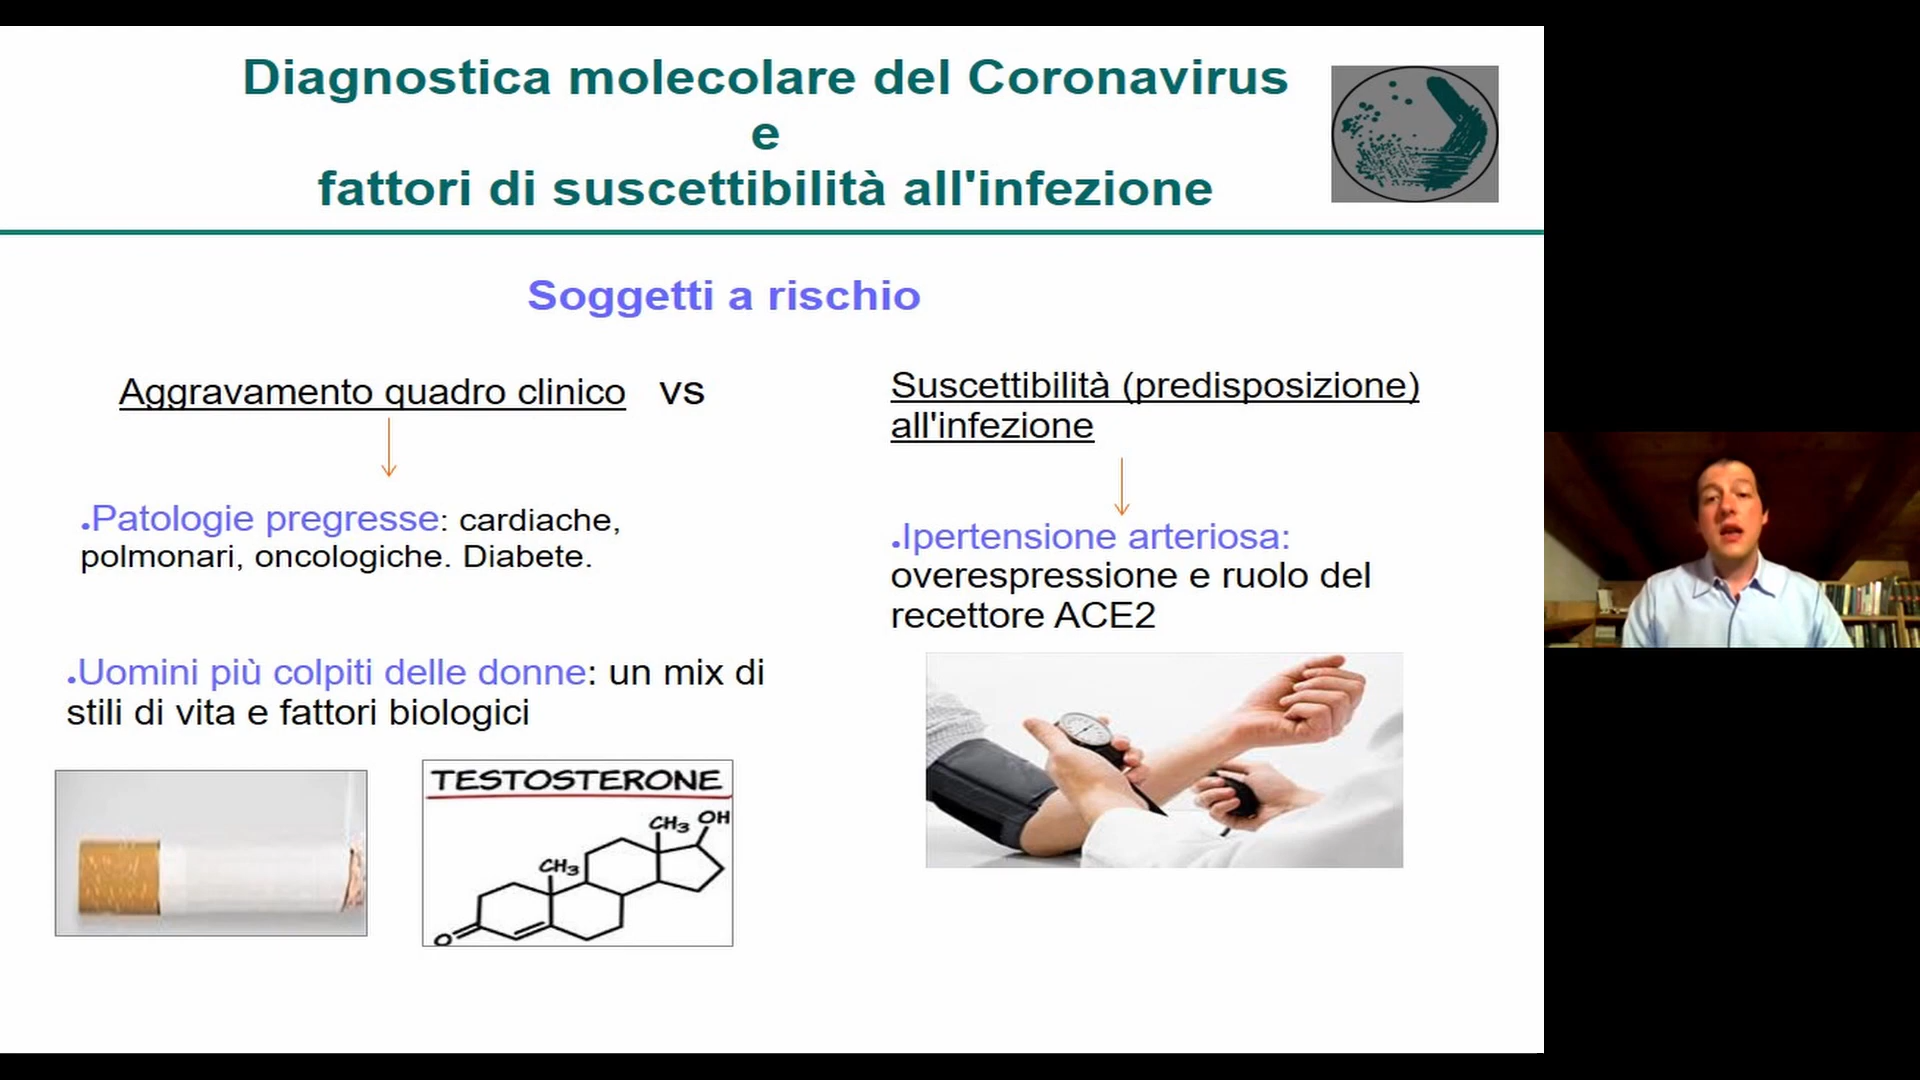 Diagnostica molecolare del Coronavirus
e
fattori di suscettibilità all'infezione
Soggetti a rischio
Aggravamento quadro clinico vs
Suscettibilità (predisposizione)
all'infezione
.Patologie pregresse: cardiache,
polmonari, oncologiche. Diabete.
.Ipertensione arteriosa:
overespressione e ruolo del
recettore ACE2
.Uomini più colpiti delle donne: un mix di
stili di vita e fattori biologici
TESTOSTERONE
CH3 OH
CH3
O